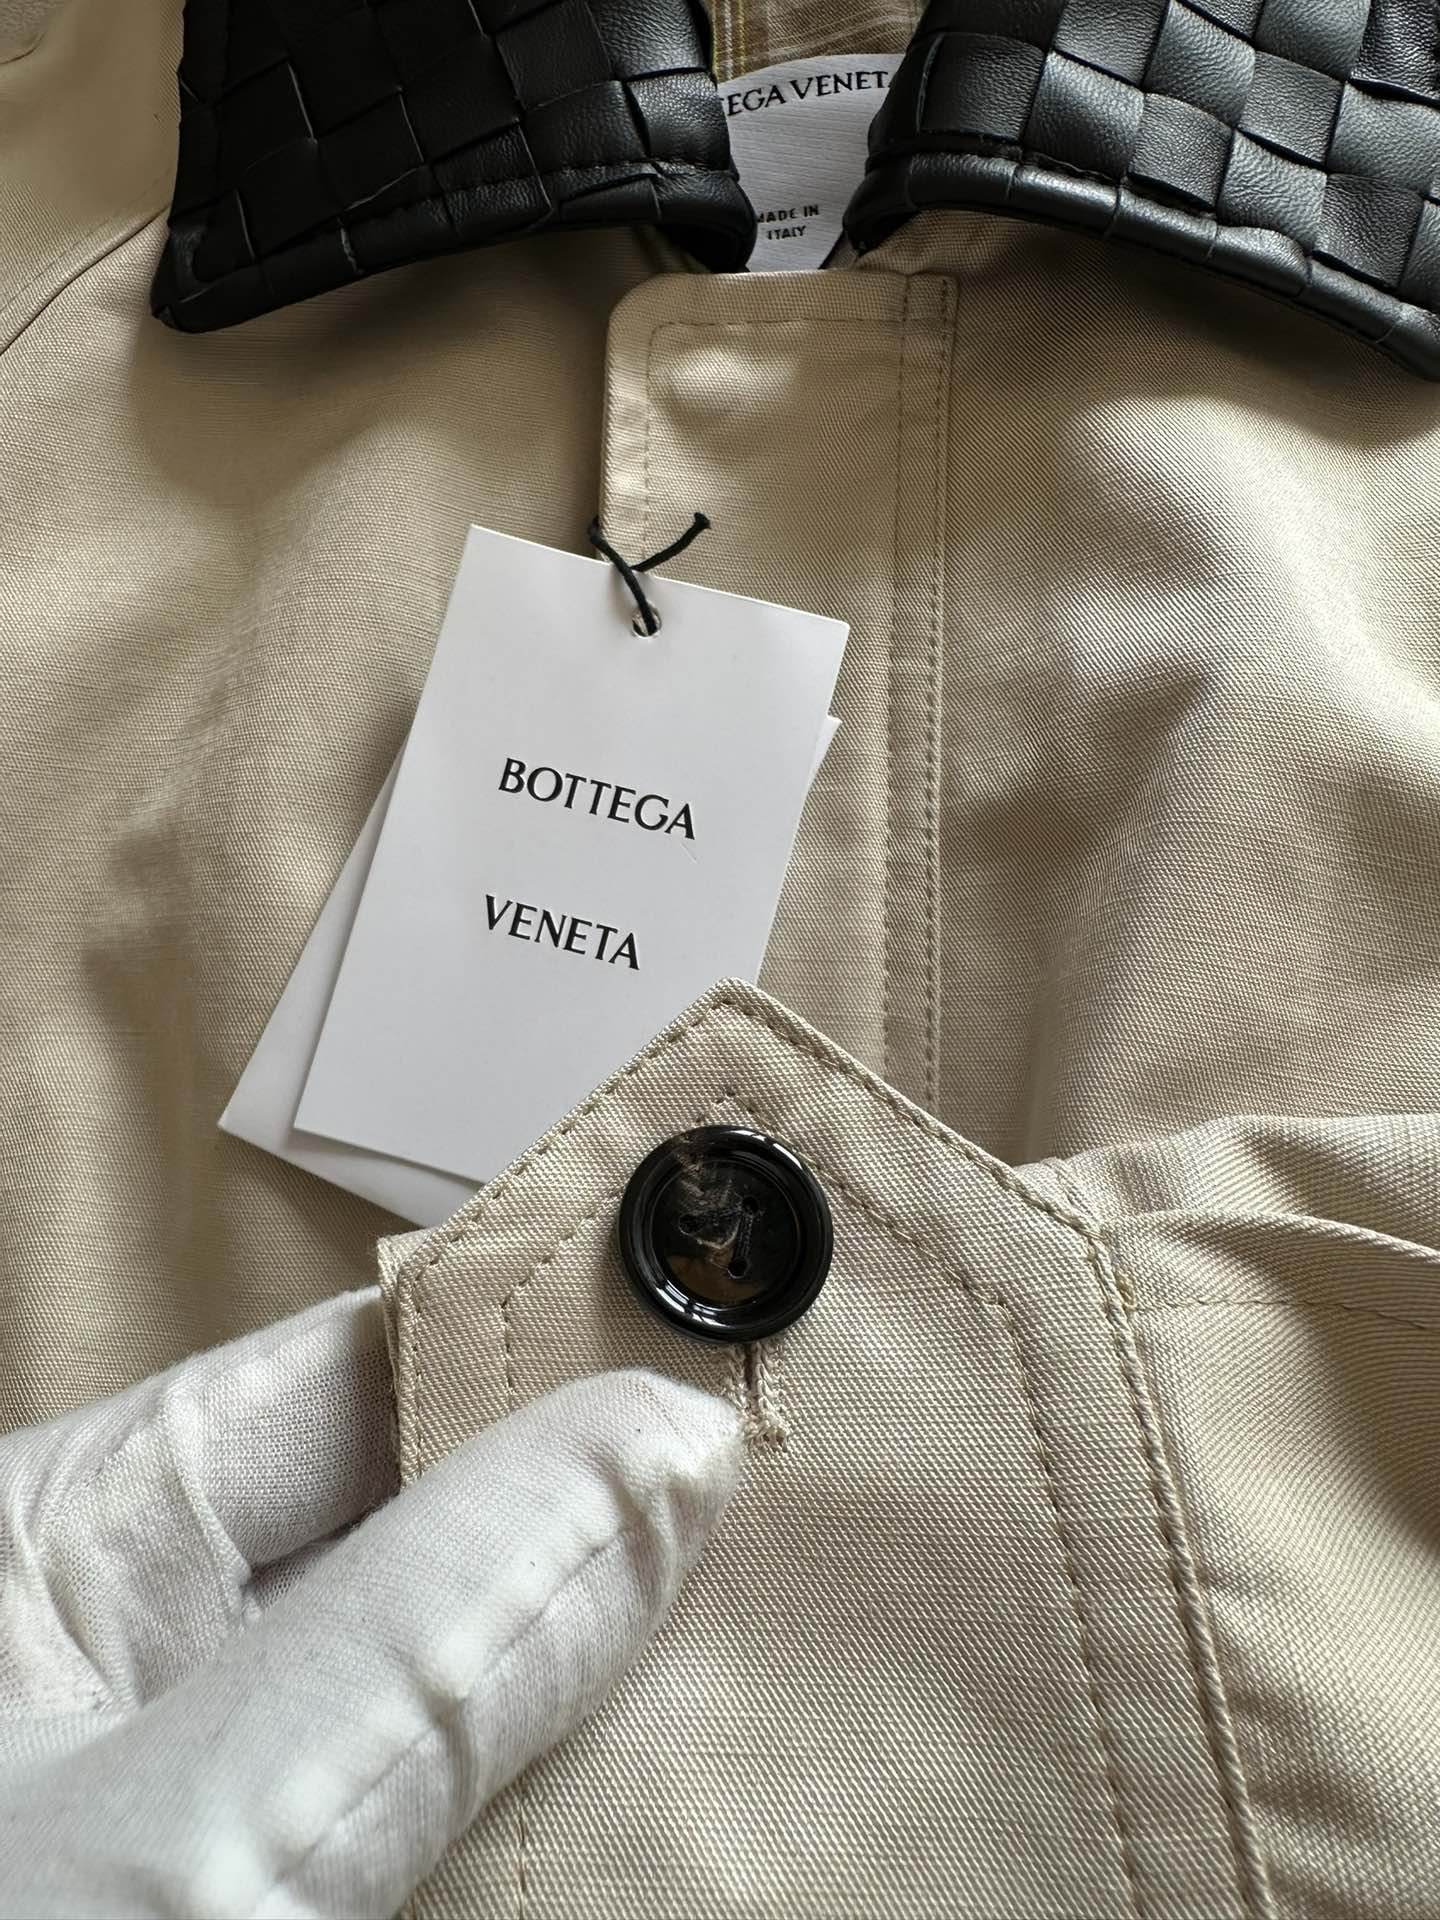 TEGA VENETA
MADE IN
ITALY
BOTTEGA
VENETA